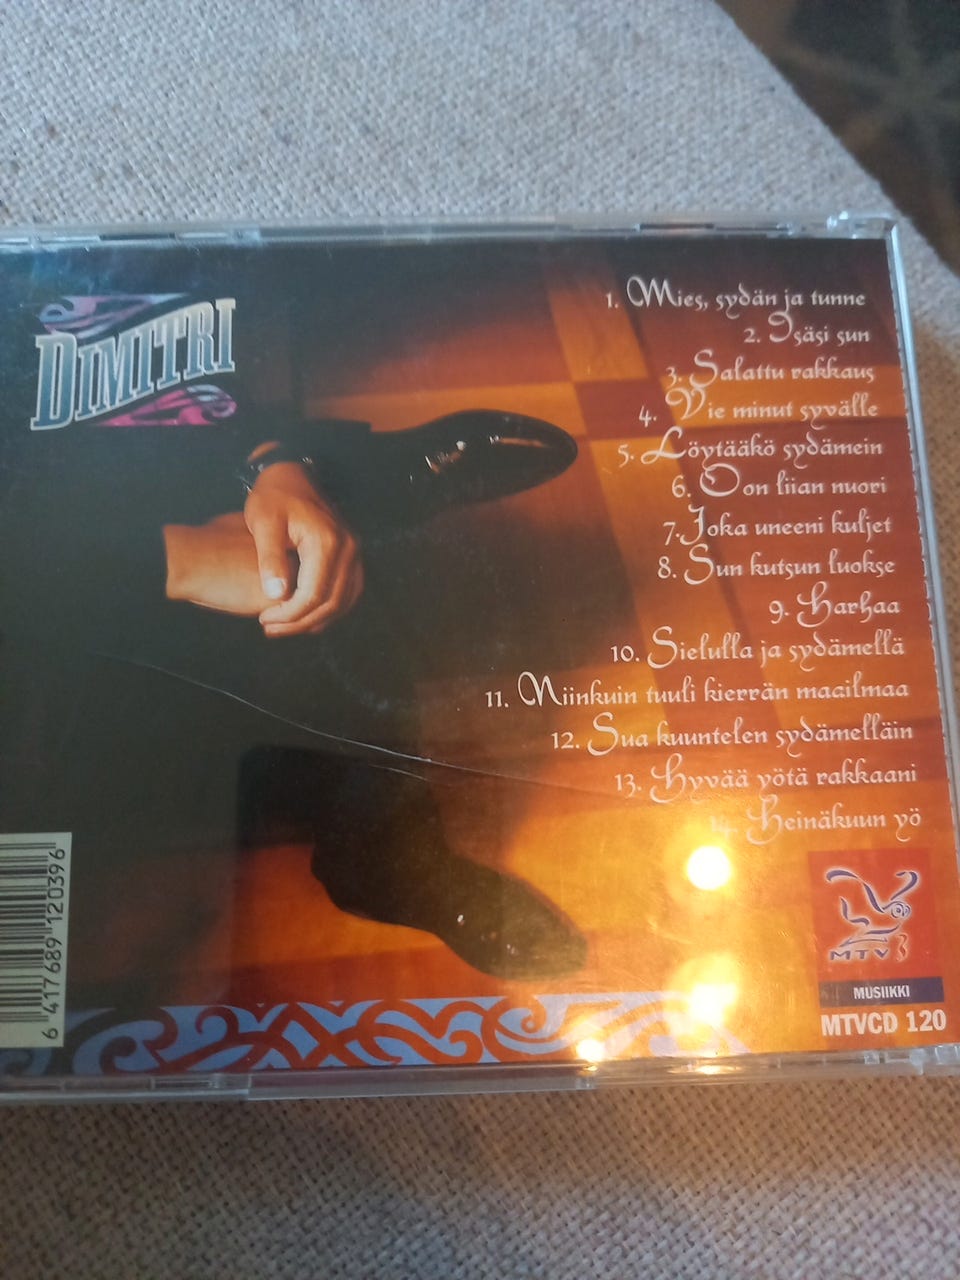 DIMITRI
1. Mies, sydän ja tunne
2. Isäsi sun
3. Salattu rakkaus
4. Vie minut syvälle
5. Löytääkö sydämein
6. Oon liian nuori
7. Joka uneeni kuljet
8. Sun kutsun luokse
9. Harhaa
10. Sielulla ja sydämellä
11. Niinkuin tuuli kierrän maailmaa
12. Sua kuuntelen sydämelläin
13. Hyvää yötä rakkaani
14. Heinäkuun yö
6 417689 120396
MTV3
MUSIIKKI
MTVCD 120